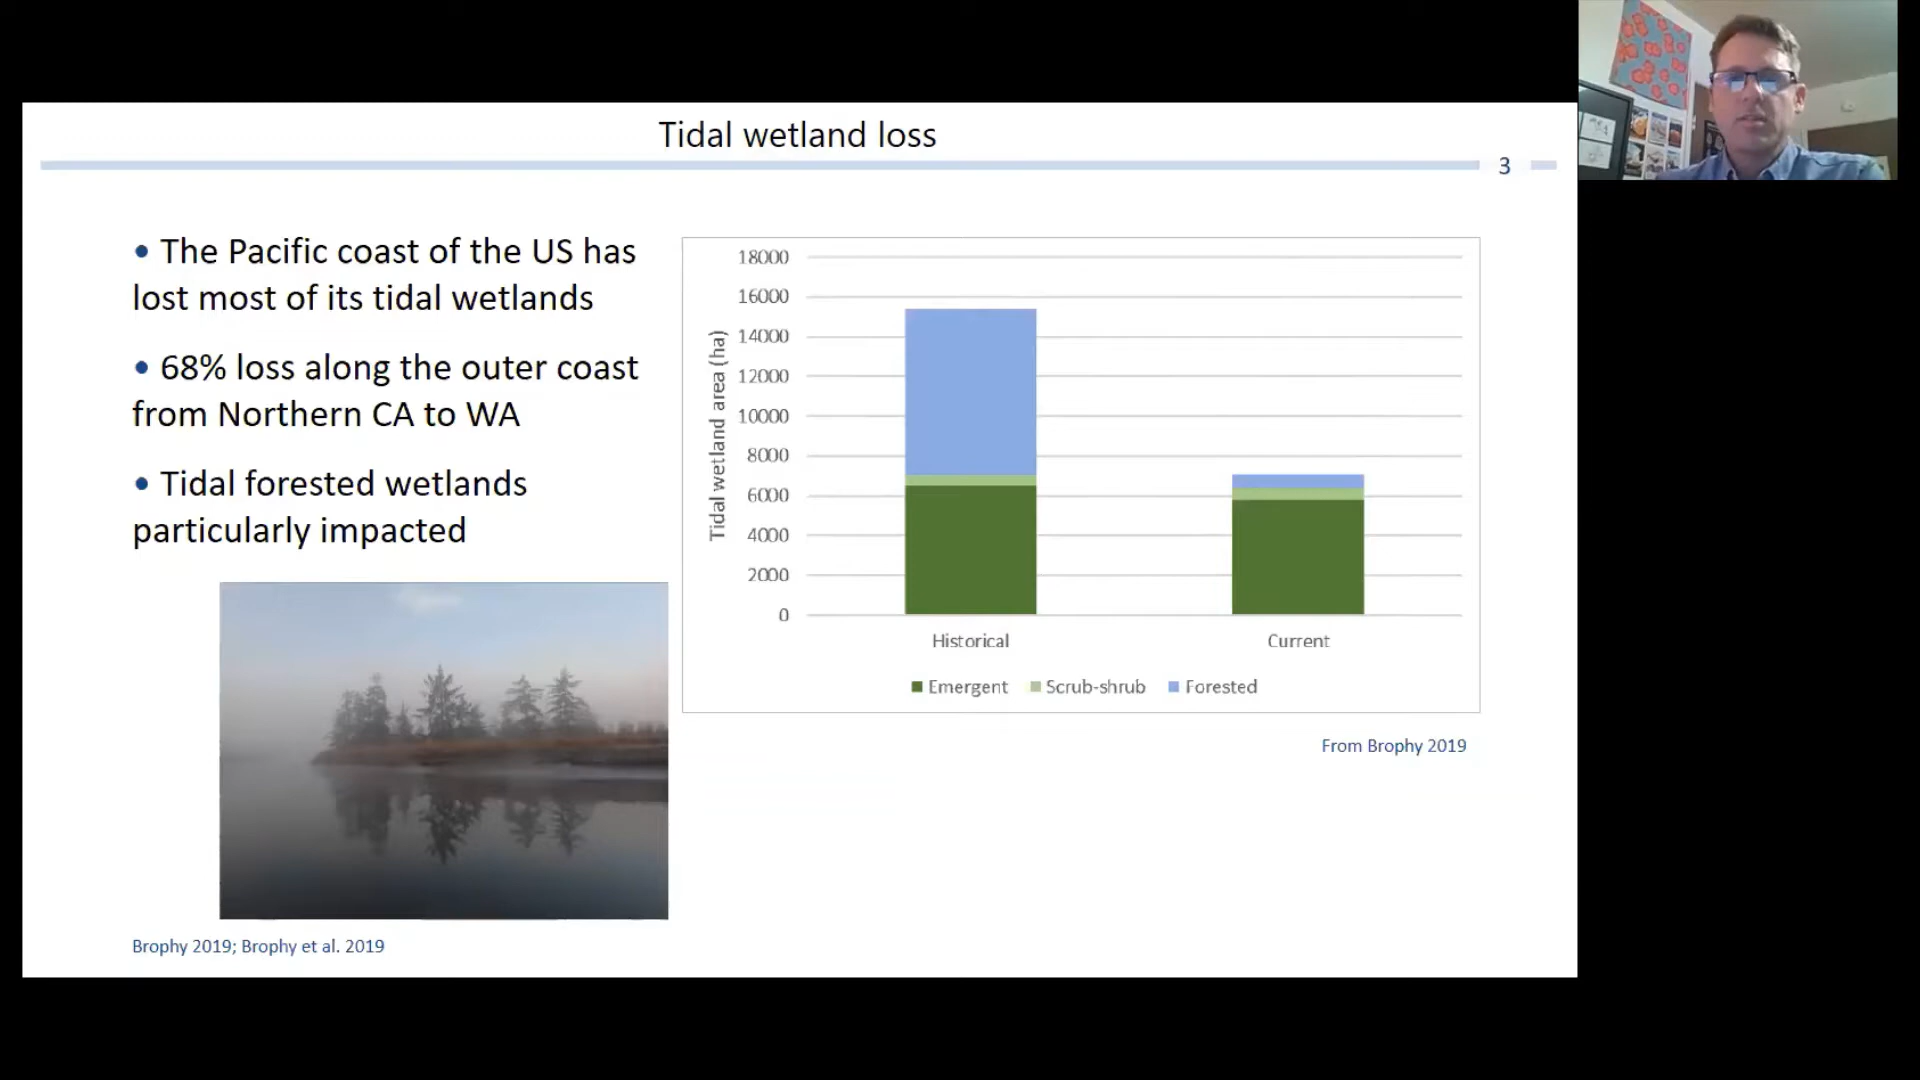 Tidal wetland loss
3
• The Pacific coast of the US has
lost most of its tidal wetlands
• 68% loss along the outer coast
from Northern CA to WA
• Tidal forested wetlands
particularly impacted
Brophy 2019; Brophy et al. 2019
Tidal wetland area (ha)
18000
16000
14000
12000
10000
8000
6000
4000
2000
0
Historical
Current
Emergent
Scrub-shrub
Forested
From Brophy 2019